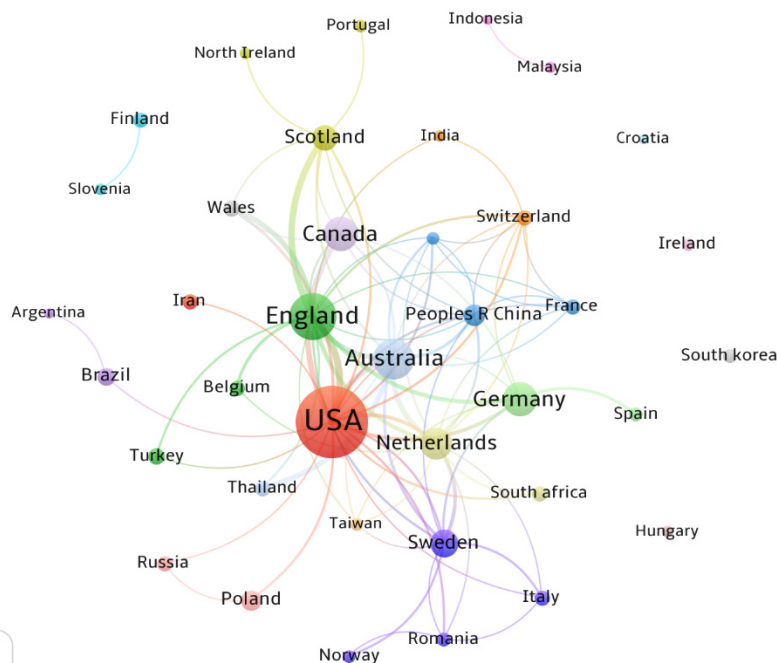 Portugal
Indonesia
North Ireland
Malaysia
Finland
Scotland
India
Croatia
Slovenia
Wales
Switzerland
Canada
Ireland
Iran
Argentina
England
Peoples R China
France
Australia
South korea
Brazil
Belgium
Germany
USA
Spain
Netherlands
Turkey
Thailand
South africa
Taiwan
Hungary
Sweden
Russia
Poland
Italy
Romania
Norway